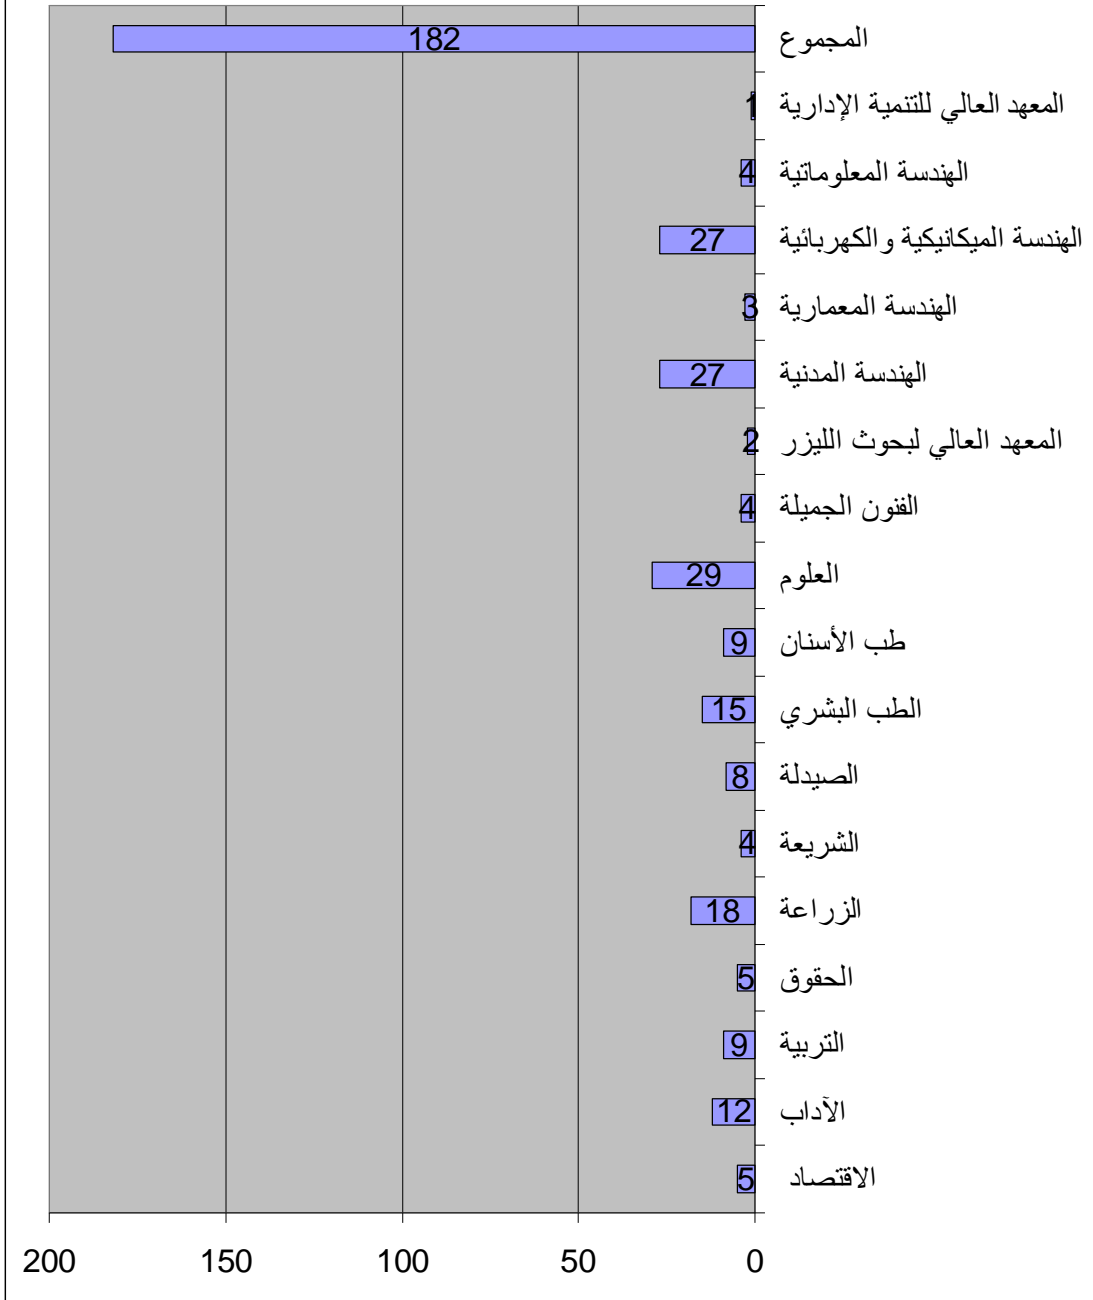 المجموع 182
المعهد العالي للتنمية الإدارية 1
الهندسة المعلوماتية 4
الهندسة الميكانيكية والكهربائية 27
الهندسة المعمارية 3
الهندسة المدنية 27
المعهد العالي لبحوث الليزر 2
الفنون الجميلة 4
العلوم 29
طب الأسنان 9
الطب البشري 15
الصيدلة 8
الشريعة 4
الزراعة 18
الحقوق 5
التربية 9
الآداب 12
الاقتصاد 5
200 150 100 50 0